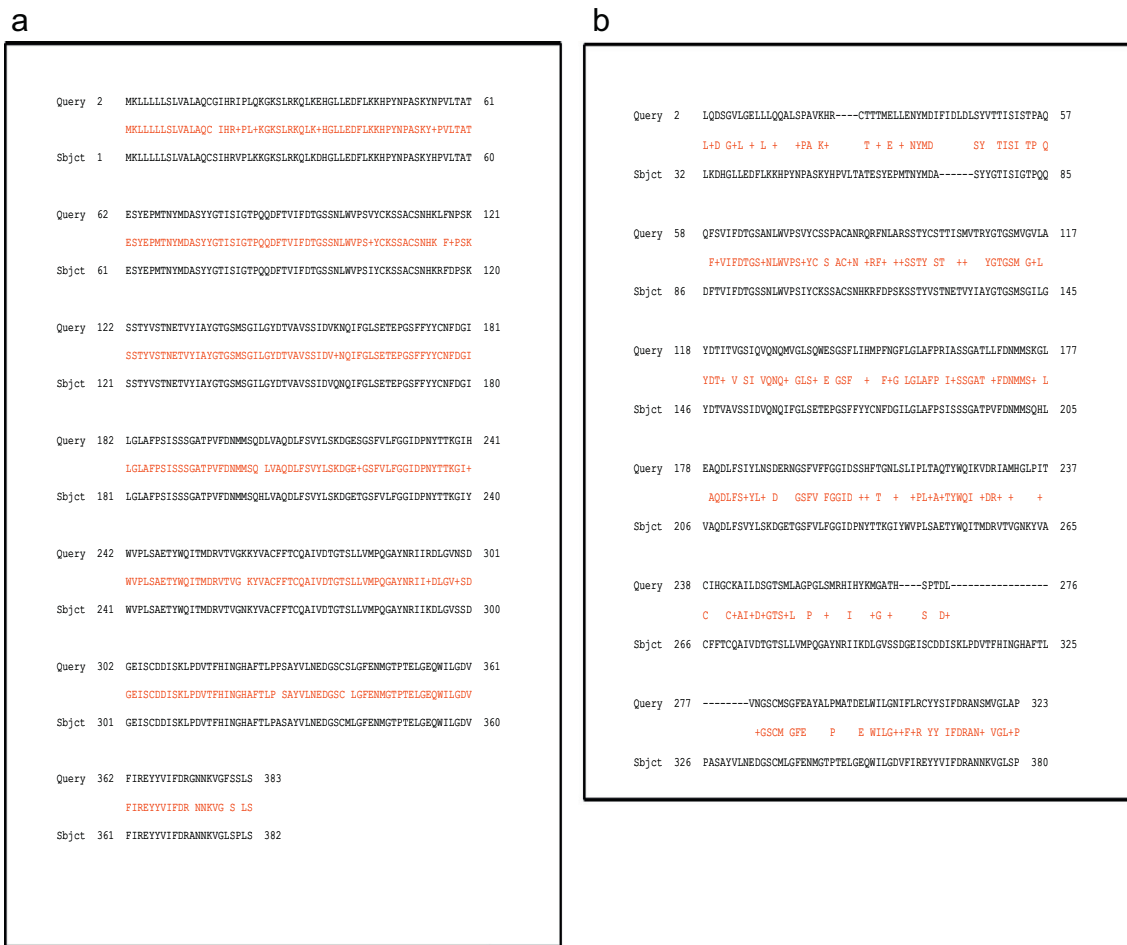 a
Query 2 MKLLLLLSLVALAQCGIHRIPLQKGKSLRKQLKEHGLLEDFLKKHPYNPASKYNPVLTAT 61
MKLLLLLSLVALAQC IHR+PL+KGKSLRKQLK+HGLLEDFLKKHPYNPASKY+PVLTAT
Sbjct 1 MKLLLLLSLVALAQCSIHRVPLKKGKSLRKQLKDHGLLEDFLKKHPYNPASKYHPVLTAT 60
Query 62 ESYEPMTNYMDASYYGTISIGTPQQDFTVIFDTGSSNLWVPSVYCKSSACSNHKLFNPSK 121
ESYEPMTNYMDASYYGTISIGTPQQDFTVIFDTGSSNLWVPS+YCKSSACSNHK F+PSK
Sbjct 61 ESYEPMTNYMDASYYGTISIGTPQQDFTVIFDTGSSNLWVPSIYCKSSACSNHKRFDPSK 120
Query 122 SSTYVSTNETVYIAYGTGSMSGILGYDTVAVSSIDVKNQIFGLSETEPGSFFYYCNFDGI 181
SSTYVSTNETVYIAYGTGSMSGILGYDTVAVSSIDV+NQIFGLSETEPGSFFYYCNFDGI
Sbjct 121 SSTYVSTNETVYIAYGTGSMSGILGYDTVAVSSIDVQNQIFGLSETEPGSFFYYCNFDGI 180
Query 182 LGLAFPSISSSGATPVFDNMMSQDLVAQDLFSVYLSKDGESGSFVLFGGIDPNYTTKGIH 241
LGLAFPSISSSGATPVFDNMMSQ LVAQDLFSVYLSKDGE+GSFVLFGGIDPNYTTKGI+
Sbjct 181 LGLAFPSISSSGATPVFDNMMSQHLVAQDLFSVYLSKDGETGSFVLFGGIDPNYTTKGIY 240
Query 242 WVPLSAETYWQITMDRVTVGKKYVACFFTCQAIVDTGTSLLVMPQGAYNRIIRDLGVNSD 301
WVPLSAETYWQITMDRVTVG KYVACFFTCQAIVDTGTSLLVMPQGAYNRII+DLGV+SD
Sbjct 241 WVPLSAETYWQITMDRVTVGNKYVACFFTCQAIVDTGTSLLVMPQGAYNRIIKDLGVSSD 300
Query 302 GEISCDDISKLPDVTFHINGHAFTLPPSAYVLNEDGSCSLGFENMGTPTELGEQWILGDV 361
GEISCDDISKLPDVTFHINGHAFTLP SAYVLNEDGSC LGFENMGTPTELGEQWILGDV
Sbjct 301 GEISCDDISKLPDVTFHINGHAFTLPASAYVLNEDGSCMLGFENMGTPTELGEQWILGDV 360
Query 362 FIREYYVIFDRGNNKVGFSSLS 383
FIREYYVIFDR NNKVG S LS
Sbjct 361 FIREYYVIFDRANNKVGLSPLS 382
b
Query 2 LQDSGVLGELLLQQALSPAVKHR----CTTTMELLENYMDIFIDLDLSYVTTISISTPAQ 57
L+D G+L + L + +PA K+ T + E + NYMD SY TISI TP Q
Sbjct 32 LKDHGLLEDFLKKHPYNPASKYHPVLTATESYEPMTNYMDA------SYYGTISIGTPQQ 85
Query 58 QFSVIFDTGSANLWVPSVYCSSPACANRQRFNLARSSTYCSTTISMVTRYGTGSMVGVLA 117
F+VIFDTGS+NLWVPS+YC S AC+N +RF+ ++SSTY ST ++ YGTGSM G+L
Sbjct 86 DFTVIFDTGSSNLWVPSIYCKSSACSNHKRFDPSKSSTYVSTNETVYIAYGTGSMSGILG 145
Query 118 YDTITVGSIQVQNQMVGLSQWESGSFLIHMPFNGFLGLAFPRIASSGATLLFDNMMSKGL 177
YDT+ V SI VQNQ+ GLS+ E GSF + F+G LGLAFP I+SSGAT +FDNMMS+ L
Sbjct 146 YDTVAVSSIDVQNQIFGLSETEPGSFFYYCNFDGILGLAFPSISSSGATPVFDNMMSQHL 205
Query 178 EAQDLFSIYLNSDERNGSFVFFGGIDSSHFTGNLSLIPLTAQTYWQIKVDRIAMHGLPIT 237
AQDLFS+YL+ D GSFV FGGID ++ T + +PL+A+TYWQI +DR+ + +
Sbjct 206 VAQDLFSVYLSKDGETGSFVLFGGIDPNYTTKGIYWVPLSAETYWQITMDRVTVGNKYVA 265
Query 238 CIHGCKAILDSGTSMLAGPGLSMRHIHYKMGATH----SPTDL----------------- 276
C C+AI+D+GTS+L P + I +G + S D+
Sbjct 266 CFFTCQAIVDTGTSLLVMPQGAYNRIIKDLGVSSDGEISCDDISKLPDVTFHINGHAFTL 325
Query 277 --------VNGSCMSGFEAYALPMATDELWILGNIFLRCYYSIFDRANSMVGLAP 323
+GSCM GFE P E WILG++F+R YY IFDRAN+ VGL+P
Sbjct 326 PASAYVLNEDGSCMLGFENMGTPTELGEQWILGDVFIREYYVIFDRANNKVGLSP 380